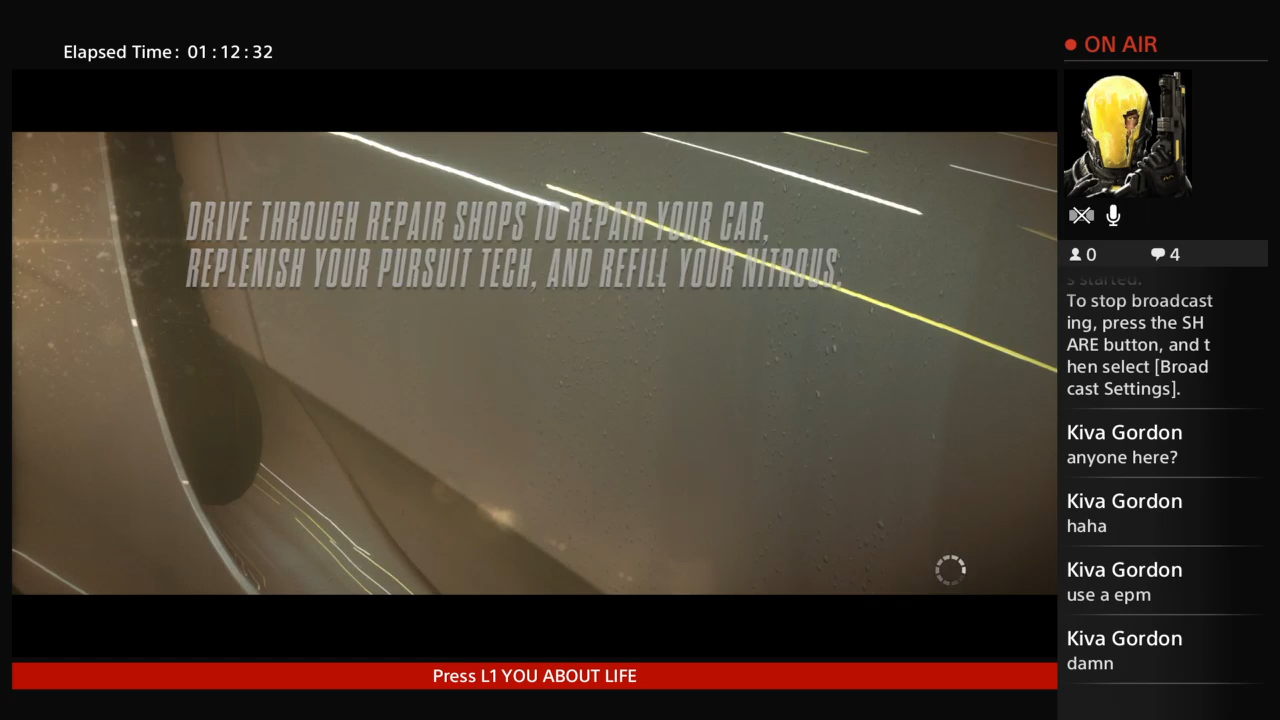 Elapsed Time: 01:12:32
ON AIR
DRIVE THROUGH REPAIR SHOPS TO REPAIR YOUR CAR,
REPLENISH YOUR PURSUIT TECH, AND REFILL YOUR NITROUS.
0 4
s started.
To stop broadcast
ing, press the SH
ARE button, and t
hen select [Broad
cast Settings].
Kiva Gordon
anyone here?
Kiva Gordon
haha
Kiva Gordon
use a epm
Kiva Gordon
damn
Press L1 YOU ABOUT LIFE